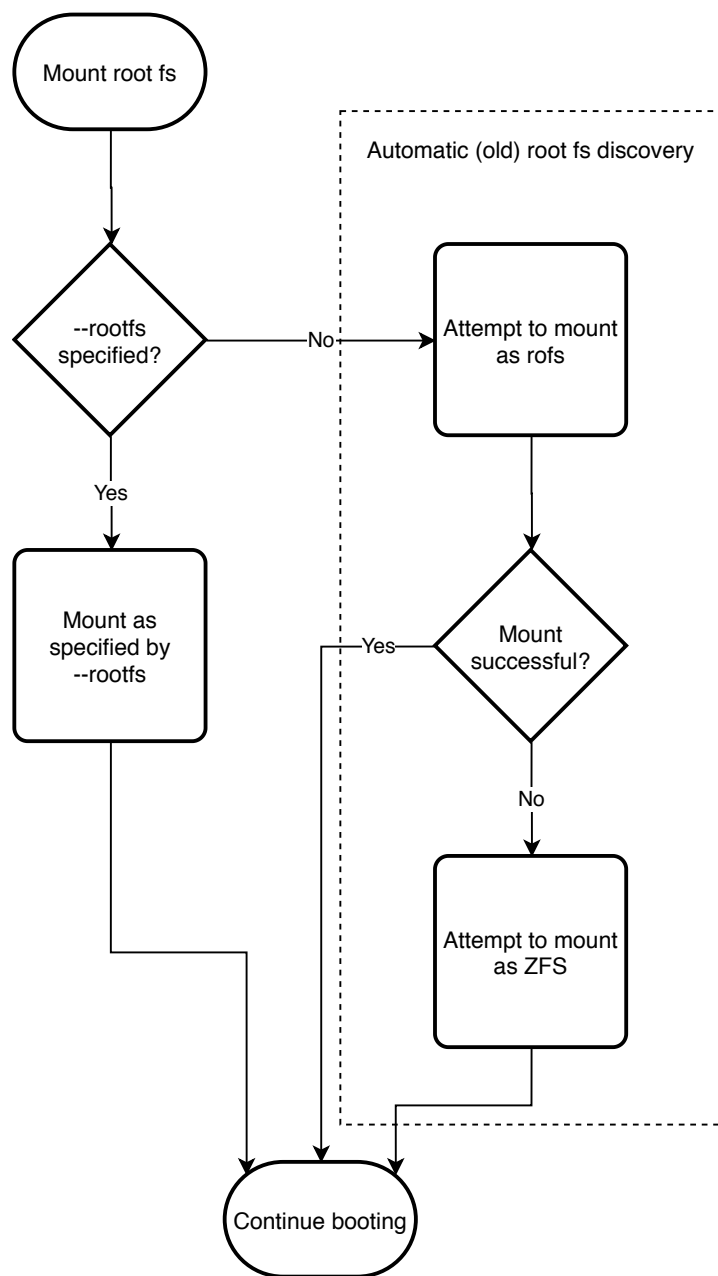 Mount root fs
Automatic (old) root fs discovery
--rootfs
specified?
No
Attempt to mount
as rofs
Yes
Mount as
specified by
--rootfs
Mount
successful?
Yes
No
Attempt to mount
as ZFS
Continue booting